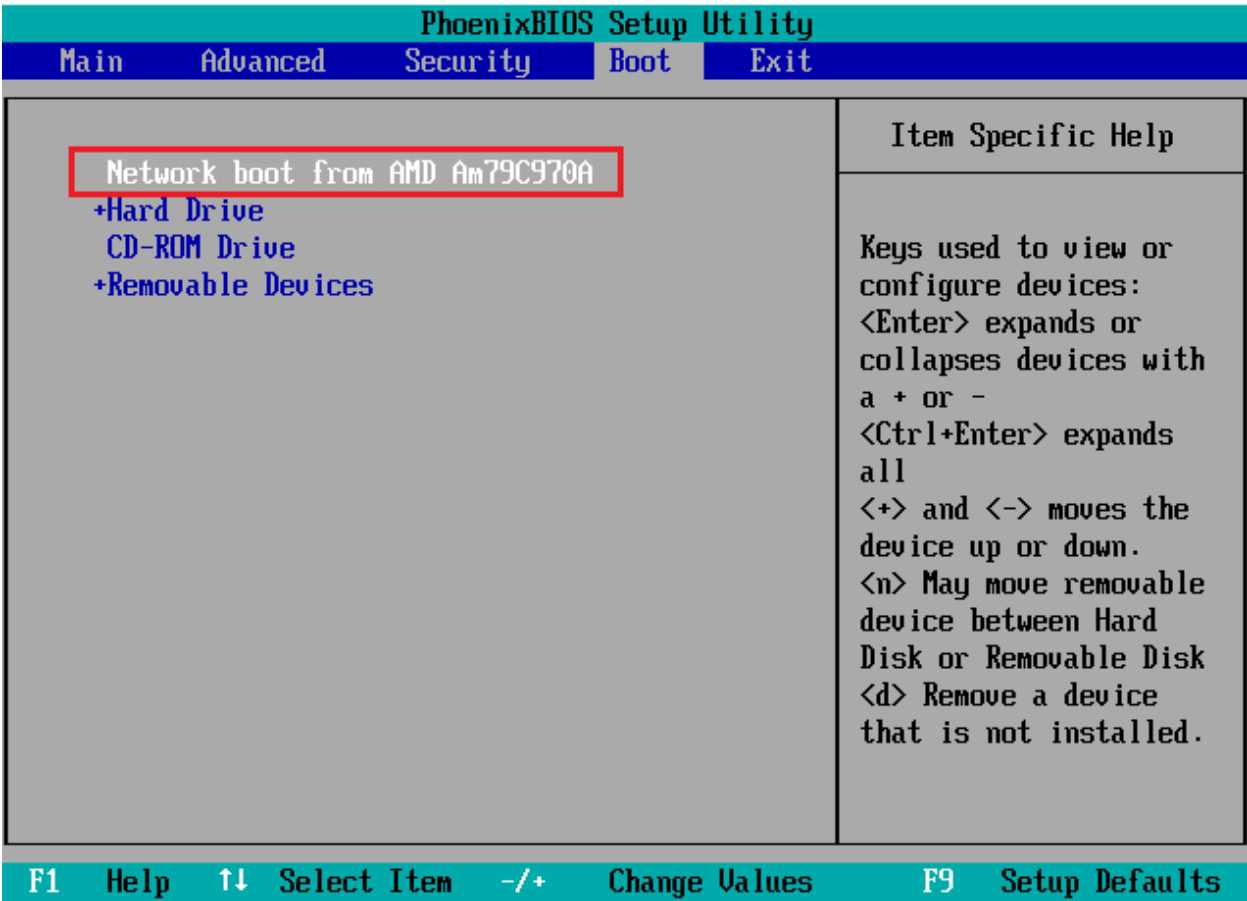 PhoenixBIOS Setup Utility
Main Advanced Security Boot Exit
Network boot from AMD Am79C970A
+Hard Drive
CD-ROM Drive
+Removable Devices
Item Specific Help
Keys used to view or
configure devices:
<Enter> expands or
collapses devices with
a + or -
<Ctrl+Enter> expands
all
<+> and <-> moves the
device up or down.
<n> May move removable
device between Hard
Disk or Removable Disk
<d> Remove a device
that is not installed.
F1 Help ↑↓ Select Item -/+ Change Values F9 Setup Defaults